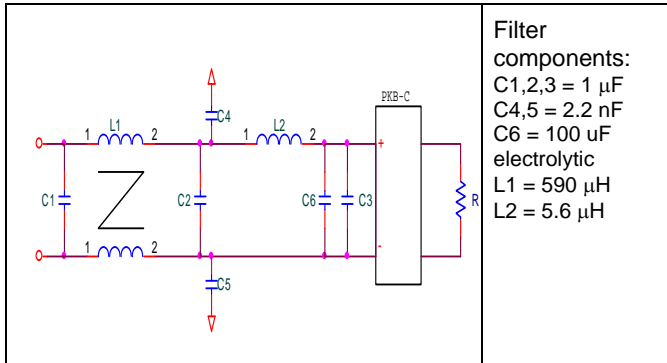 Filter
components:
C1,2,3 = 1 μF
C4,5 = 2.2 nF
C6 = 100 uF
electrolytic
L1 = 590 μH
L2 = 5.6 μH
PKB-C
C4
1 L1 2
1 L2 2
+
C1
C2
C6
C3
R
1 2
-
C5